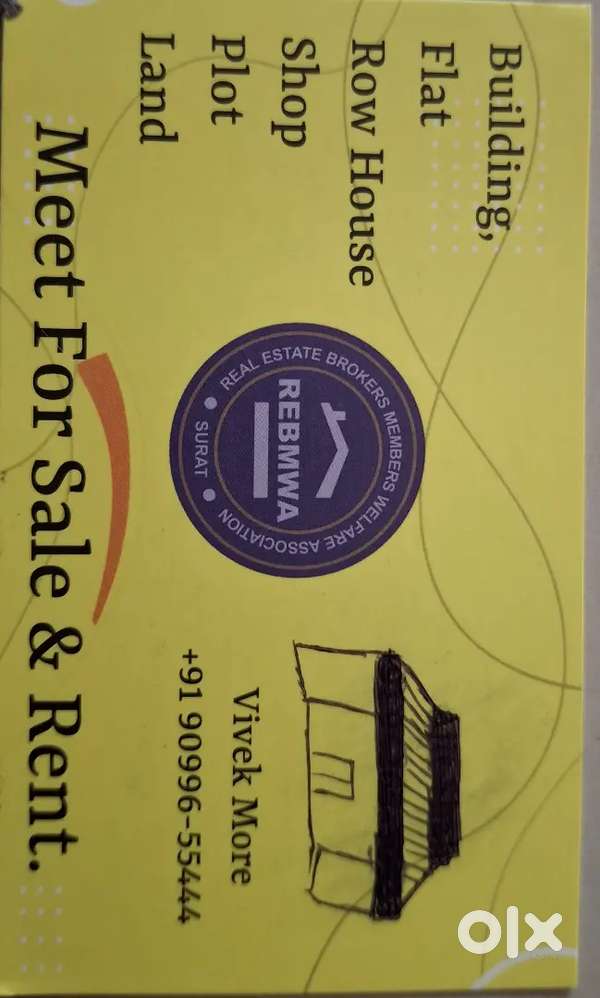 Building,
Flat
Row House
Shop
Plot
Land
REAL ESTATE BROKERS MEMBERS WELFARE ASSOCIATION
REBMWA
SURAT
Vivek More
+91 90996-55444
Meet For Sale & Rent.
olx